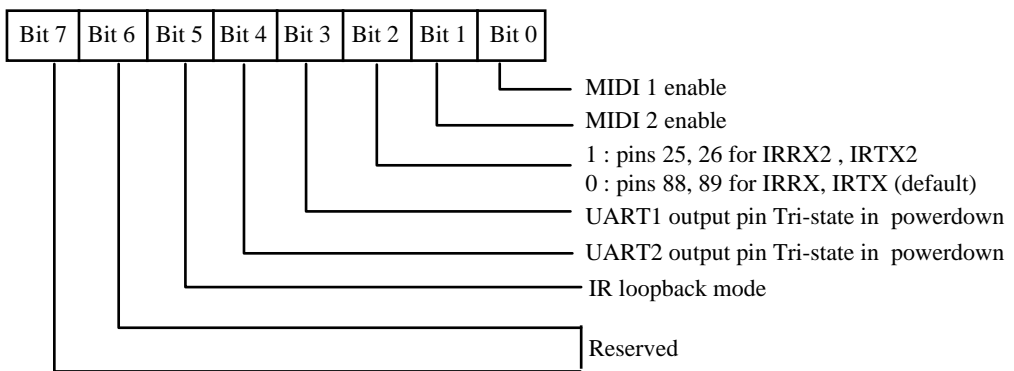 Bit 7 Bit 6 Bit 5 Bit 4 Bit 3 Bit 2 Bit 1 Bit 0
MIDI 1 enable
MIDI 2 enable
1 : pins 25, 26 for IRRX2 , IRTX2
0 : pins 88, 89 for IRRX, IRTX (default)
UART1 output pin Tri-state in powerdown
UART2 output pin Tri-state in powerdown
IR loopback mode
Reserved